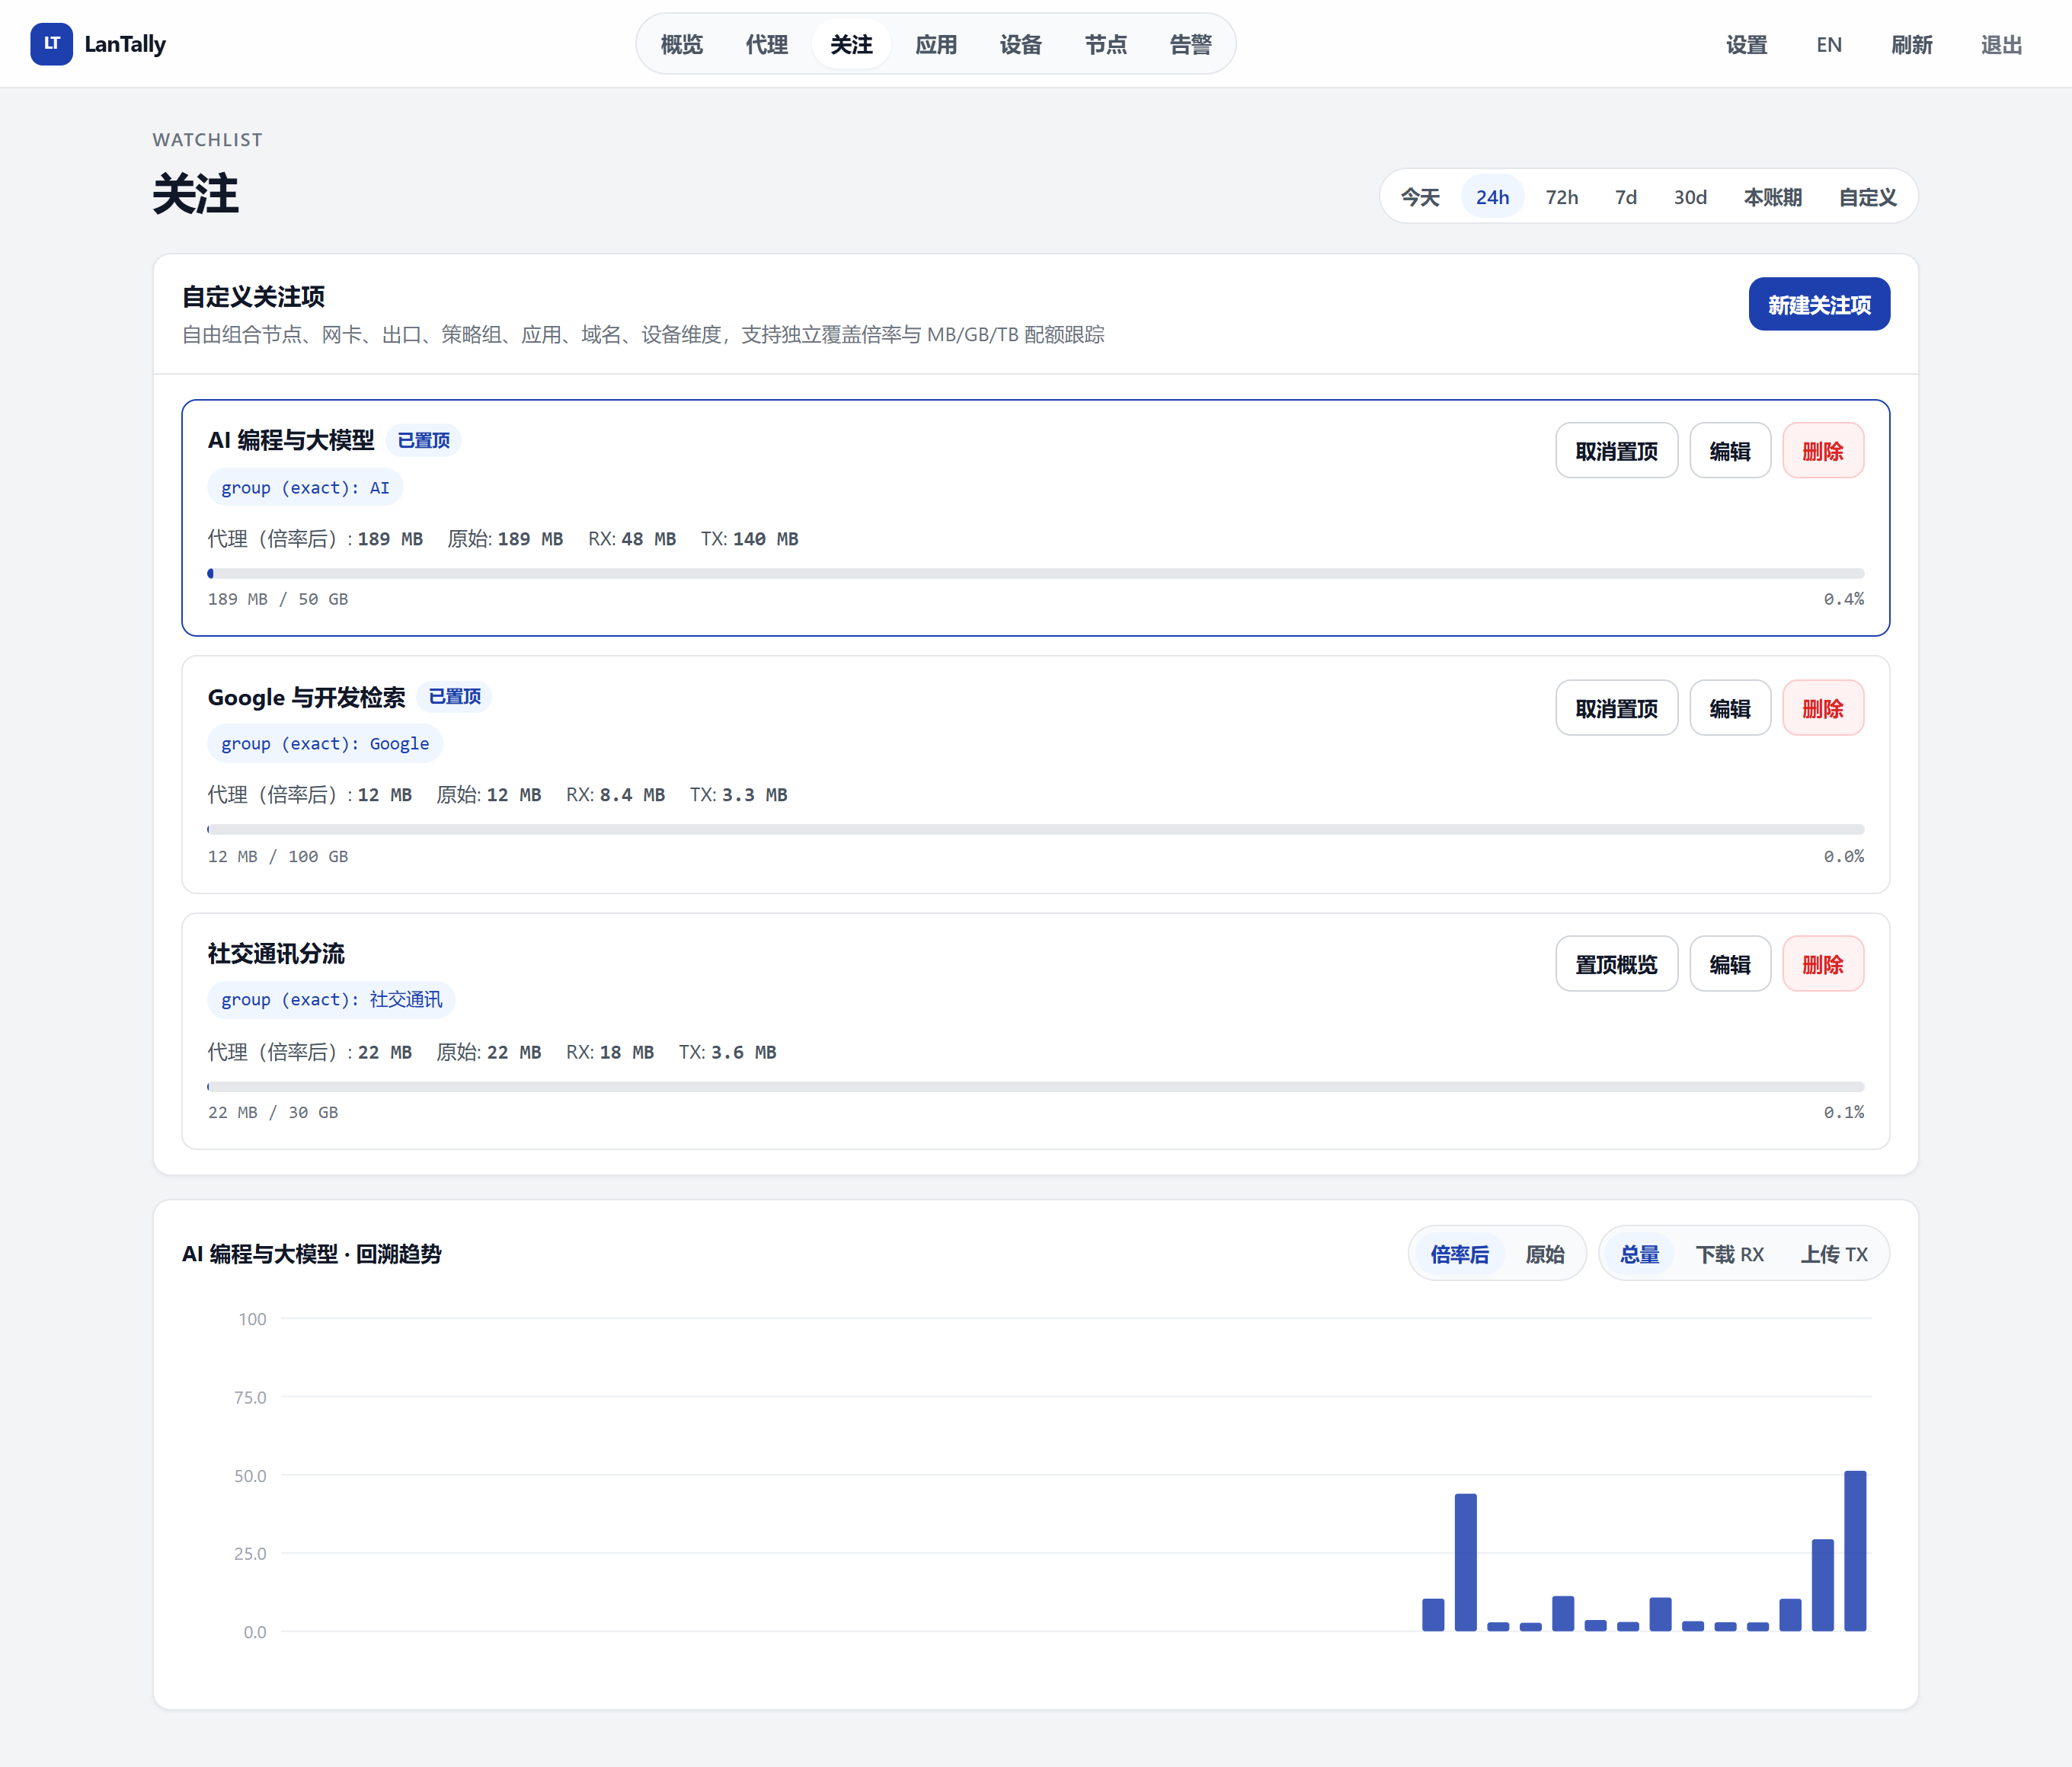 LT LanTally 概览 代理 关注 应用 设备 节点 告警 设置 EN 刷新 退出
WATCHLIST
关注
今天 24h 72h 7d 30d 本账期 自定义
自定义关注项
新建关注项
自由组合节点、网卡、出口、策略组、应用、域名、设备维度，支持独立覆盖倍率与 MB/GB/TB 配额跟踪
AI 编程与大模型 已置顶
取消置顶 编辑 删除
group (exact): AI
代理（倍率后）: 189 MB 原始: 189 MB RX: 48 MB TX: 140 MB
189 MB / 50 GB 0.4%
Google 与开发检索 已置顶
取消置顶 编辑 删除
group (exact): Google
代理（倍率后）: 12 MB 原始: 12 MB RX: 8.4 MB TX: 3.3 MB
12 MB / 100 GB 0.0%
社交通讯分流
置顶概览 编辑 删除
group (exact): 社交通讯
代理（倍率后）: 22 MB 原始: 22 MB RX: 18 MB TX: 3.6 MB
22 MB / 30 GB 0.1%
AI 编程与大模型 · 回溯趋势 倍率后 原始 总量 下载 RX 上传 TX
100
75.0
50.0
25.0
0.0